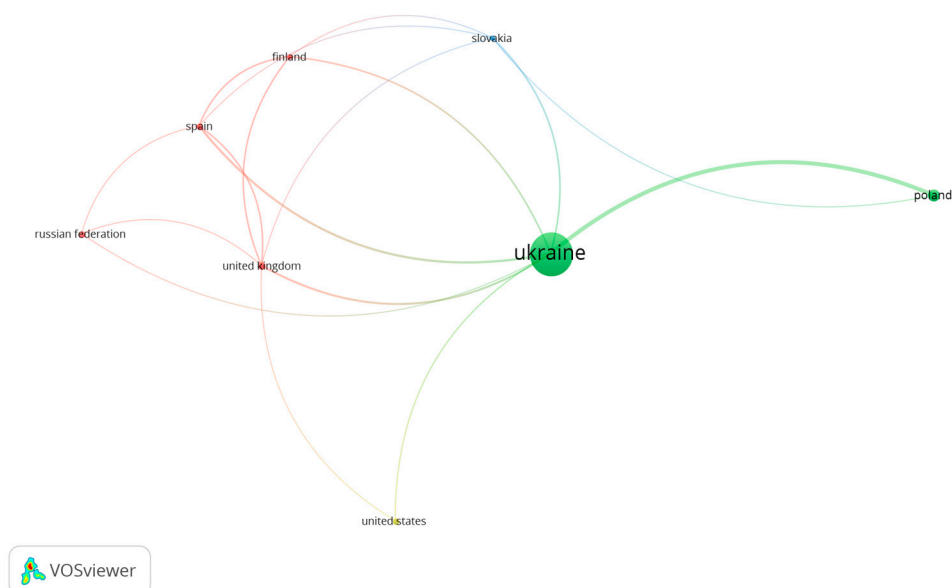 slovakia
finland
spain
poland
russian federation
ukraine
united kingdom
united states
VOSviewer